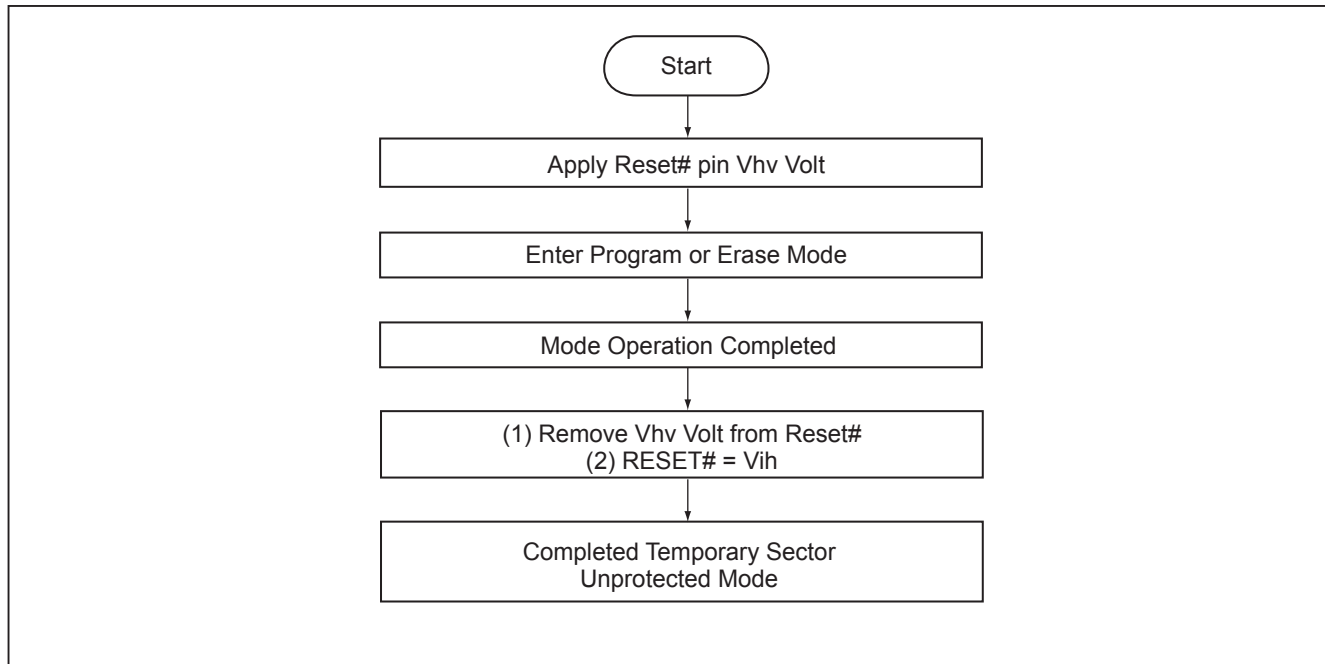 Start
Apply Reset# pin Vhv Volt
Enter Program or Erase Mode
Mode Operation Completed
(1) Remove Vhv Volt from Reset#
(2) RESET# = Vih
Completed Temporary Sector
Unprotected Mode